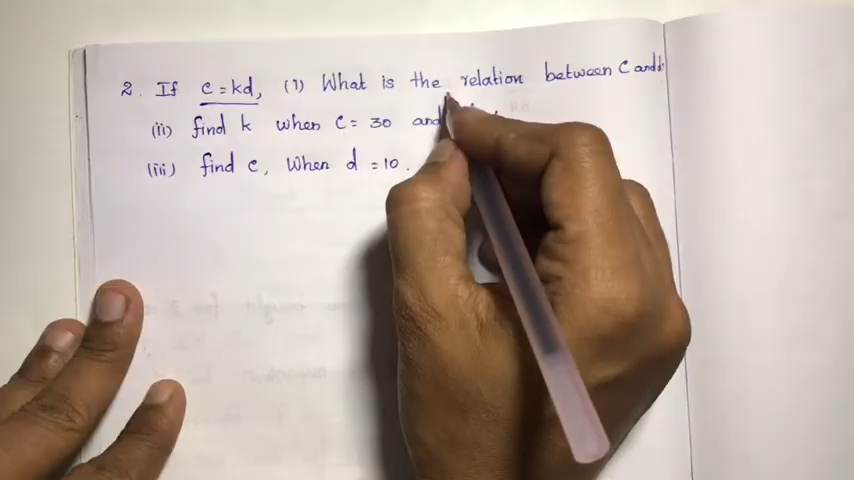 2. If c = kd, (i) What is the relation between C and d.
(ii) find k when C = 30 and
(iii) find c, When d = 10.